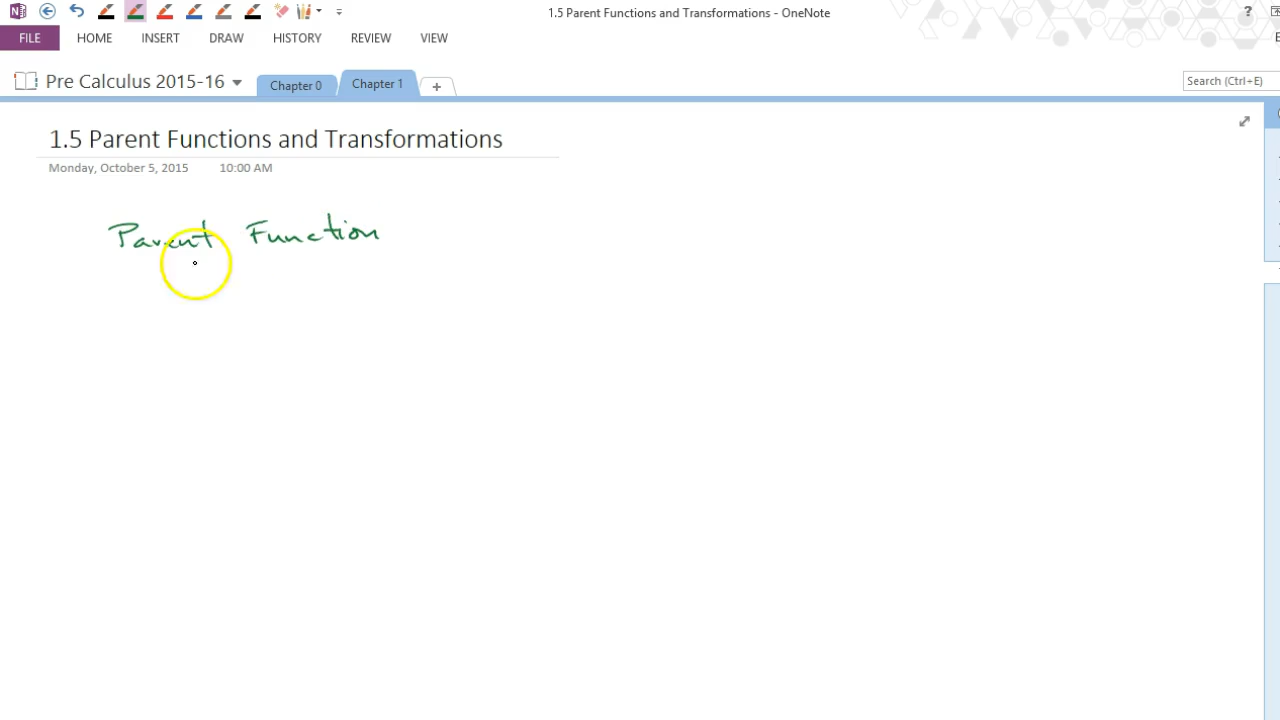 1.5 Parent Functions and Transformations - OneNote
?
FILE HOME INSERT DRAW HISTORY REVIEW VIEW
Pre Calculus 2015-16 Chapter 0 Chapter 1 + Search (Ctrl+E)
1.5 Parent Functions and Transformations
Monday, October 5, 2015 10:00 AM
Parent Function